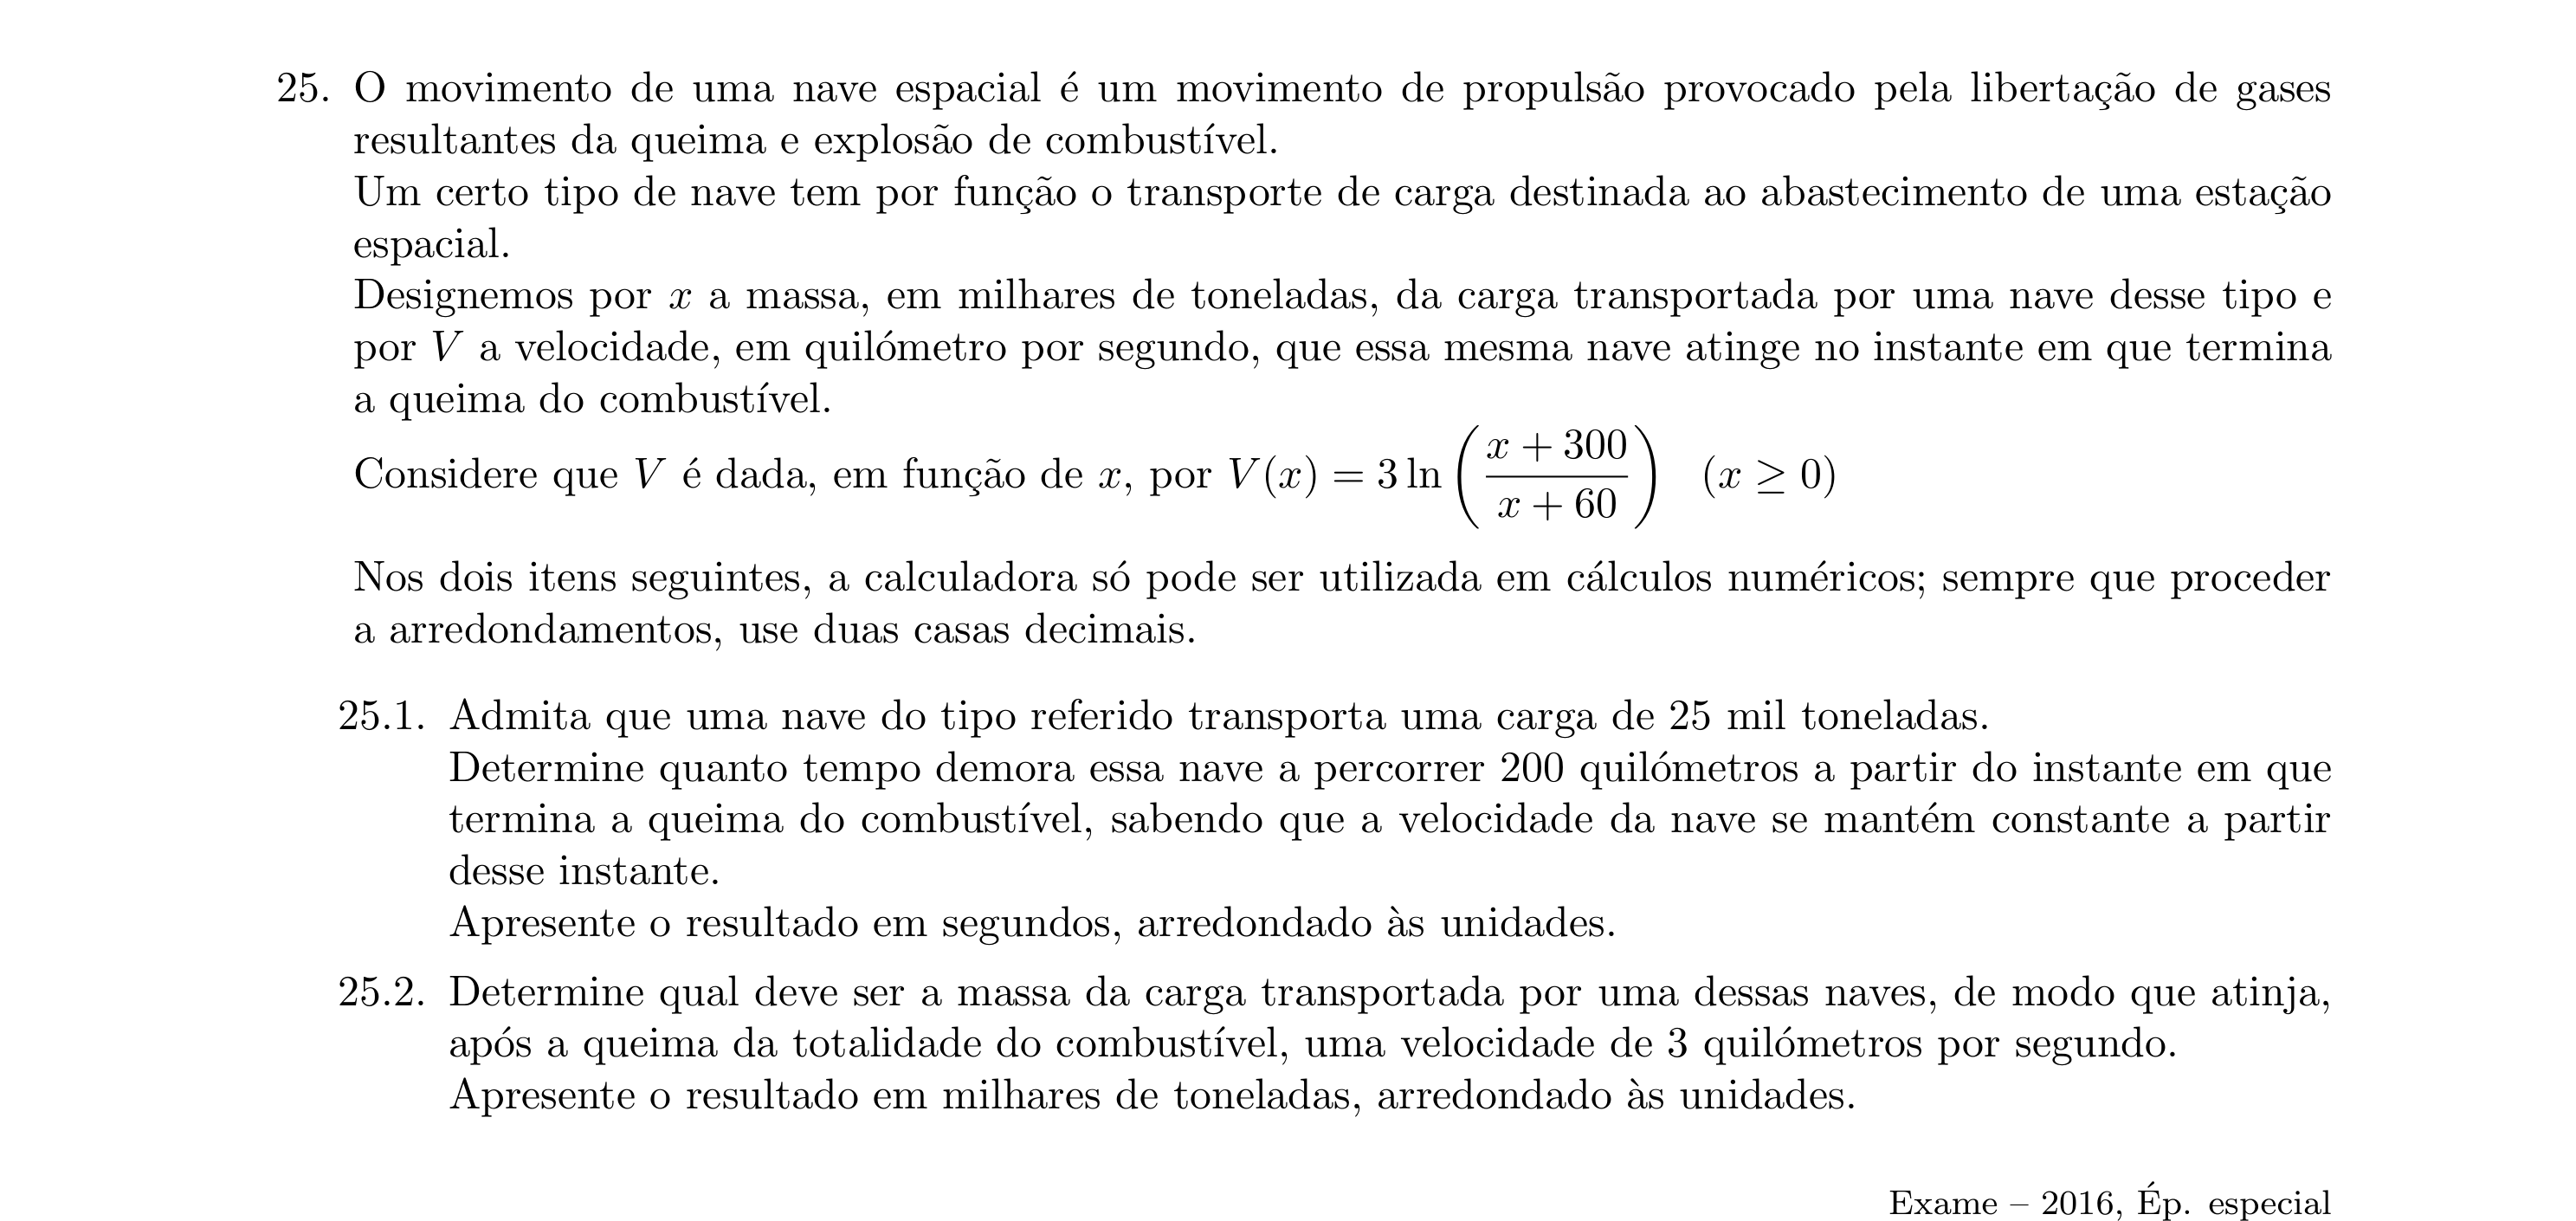 25. O movimento de uma nave espacial é um movimento de propulsão provocado pela libertação de gases
resultantes da queima e explosão de combustível.
Um certo tipo de nave tem por função o transporte de carga destinada ao abastecimento de uma estação
espacial.
Designemos por x a massa, em milhares de toneladas, da carga transportada por uma nave desse tipo e
por V a velocidade, em quilómetro por segundo, que essa mesma nave atinge no instante em que termina
a queima do combustível.
Considere que V é dada, em função de x, por V(x) = 3 ln((x + 300)/(x + 60)) (x ≥ 0)
Nos dois itens seguintes, a calculadora só pode ser utilizada em cálculos numéricos; sempre que proceder
a arredondamentos, use duas casas decimais.
25.1. Admita que uma nave do tipo referido transporta uma carga de 25 mil toneladas.
Determine quanto tempo demora essa nave a percorrer 200 quilómetros a partir do instante em que
termina a queima do combustível, sabendo que a velocidade da nave se mantém constante a partir
desse instante.
Apresente o resultado em segundos, arredondado às unidades.
25.2. Determine qual deve ser a massa da carga transportada por uma dessas naves, de modo que atinja,
após a queima da totalidade do combustível, uma velocidade de 3 quilómetros por segundo.
Apresente o resultado em milhares de toneladas, arredondado às unidades.
Exame – 2016, Ép. especial